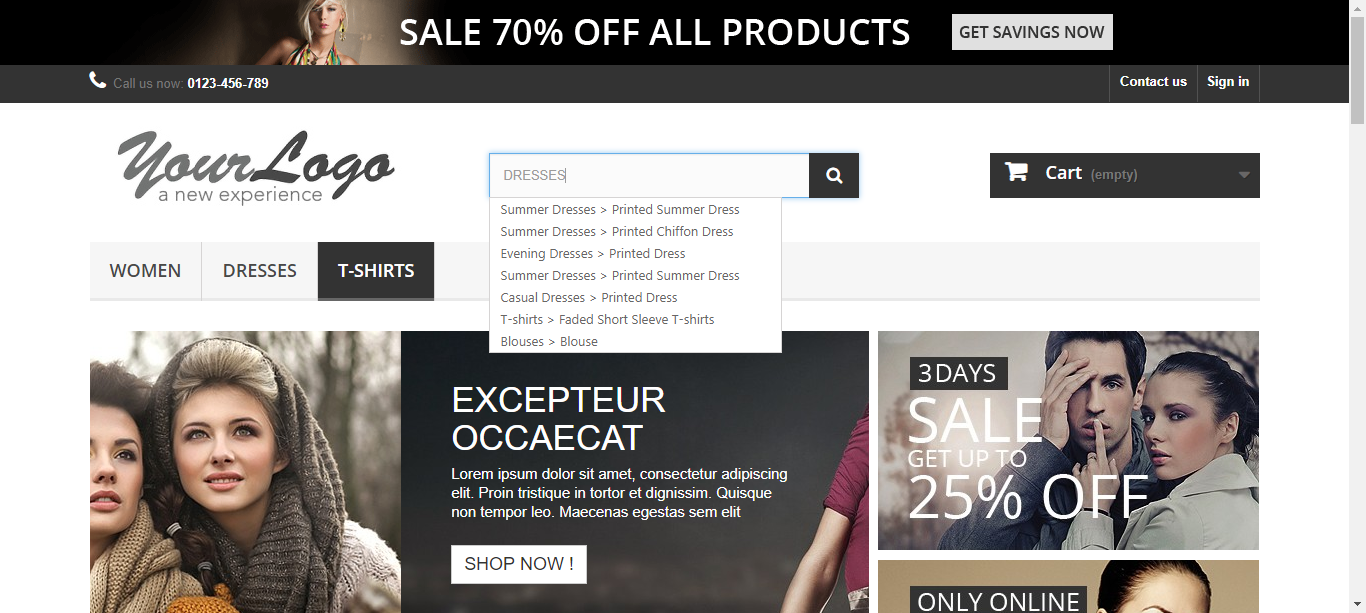 SALE 70% OFF ALL PRODUCTS
GET SAVINGS NOW
Call us now: 0123-456-789
Contact us
Sign in
YourLogo
a new experience
DRESSES
Cart (empty)
Summer Dresses > Printed Summer Dress
Summer Dresses > Printed Chiffon Dress
Evening Dresses > Printed Dress
Summer Dresses > Printed Summer Dress
Casual Dresses > Printed Dress
T-shirts > Faded Short Sleeve T-shirts
Blouses > Blouse
WOMEN
DRESSES
T-SHIRTS
EXCEPTEUR
OCCAECAT
Lorem ipsum dolor sit amet, consectetur adipiscing
elit. Proin tristique in tortor et dignissim. Quisque
non tempor leo. Maecenas egestas sem elit
SHOP NOW !
3 DAYS
SALE
GET UP TO
25% OFF
ONLY ONLINE